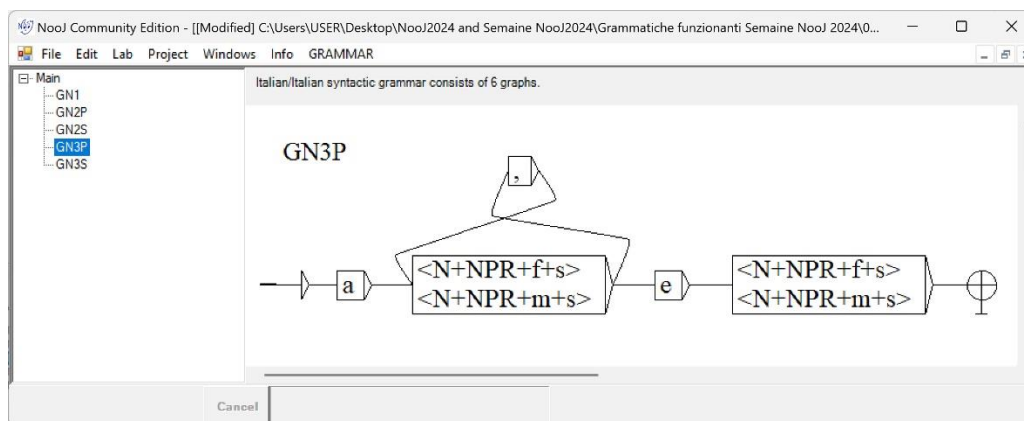 NooJ Community Edition - [[Modified] C:\Users\USER\Desktop\NooJ2024 and Semaine NooJ2024\Grammatiche funzionanti Semaine NooJ 2024\0...
File Edit Lab Project Windows Info GRAMMAR
Main
GN1
GN2P
GN2S
GN3P
GN3S
Italian/Italian syntactic grammar consists of 6 graphs.
GN3P
,
a
<N+NPR+f+s>
<N+NPR+m+s>
e
<N+NPR+f+s>
<N+NPR+m+s>
Cancel